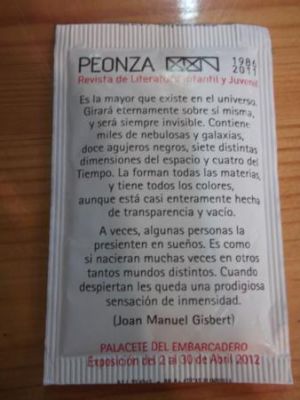 PEONZA 1986
2011
Revista de Literatura Infantil y Juvenil
Es la mayor que existe en el universo.
Girará eternamente sobre sí misma,
y será siempre invisible. Contiene
miles de nebulosas y galaxias,
doce agujeros negros, siete distintas
dimensiones del espacio y cuatro del
Tiempo. La forman todas las materias,
y tiene todos los colores,
aunque está casi enteramente hecha
de transparencia y vacío.
A veces, algunas personas la
presienten en sueños. Es como
si nacieran muchas veces en otros
tantos mundos distintos. Cuando
despiertan les queda una prodigiosa
sensación de inmensidad.
(Joan Manuel Gisbert)
PALACETE DEL EMBARCADERO
Exposición del 2 al 30 de Abril 2012